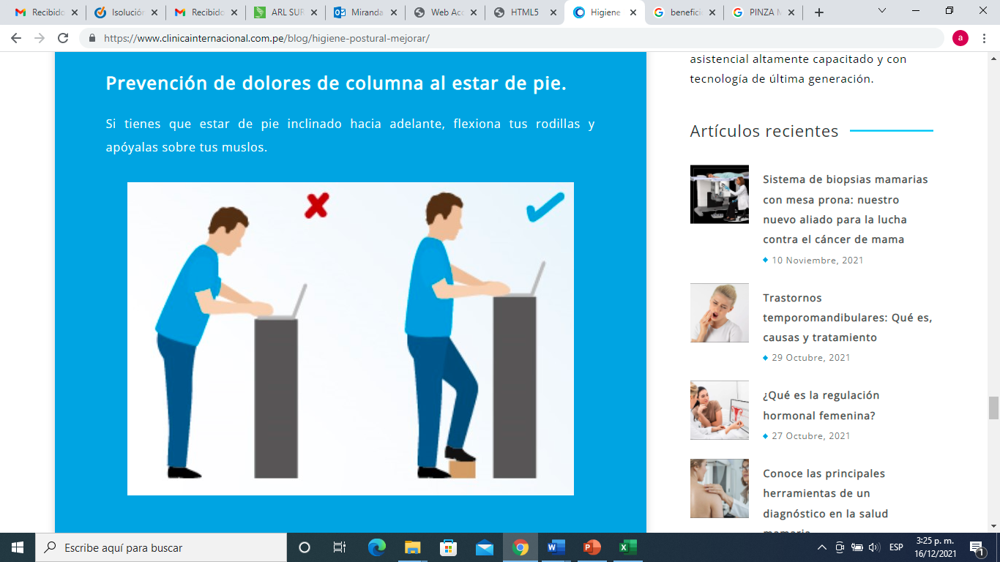 Recibido
Isolución
Recibido
ARL SUR
Miranda
Web Acc
HTML5
Higiene
benefici
PINZA M
https://www.clinicainternacional.com.pe/blog/higiene-postural-mejorar/
a
Prevención de dolores de columna al estar de pie.
Si tienes que estar de pie inclinado hacia adelante, flexiona tus rodillas y
apóyalas sobre tus muslos.
asistencial altamente capacitado y con
tecnología de última generación.
Artículos recientes
Sistema de biopsias mamarias
con mesa prona: nuestro
nuevo aliado para la lucha
contra el cáncer de mama
10 Noviembre, 2021
Trastornos
temporomandibulares: Qué es,
causas y tratamiento
29 Octubre, 2021
¿Qué es la regulación
hormonal femenina?
27 Octubre, 2021
Conoce las principales
herramientas de un
diagnóstico en la salud
mamaria
Escribe aquí para buscar
ESP
3:25 p. m.
16/12/2021
1